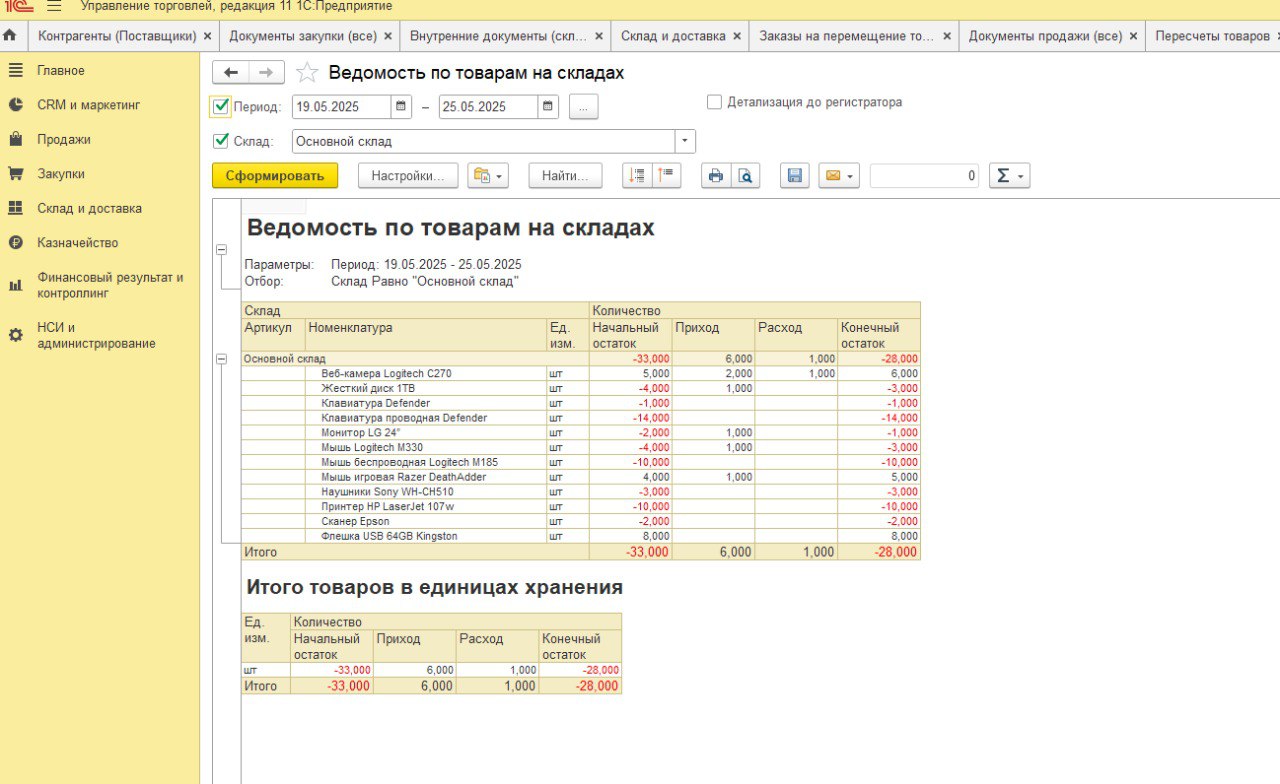 1С Управление торговлей, редакция 11 1С:Предприятие
Контрагенты (Поставщики) × Документы закупки (все) × Внутренние документы (скл... × Склад и доставка × Заказы на перемещение то... × Документы продажи (все) × Пересчеты товаров
Главное
CRM и маркетинг
Продажи
Закупки
Склад и доставка
Казначейство
Финансовый результат и
контроллинг
НСИ и
администрирование
Ведомость по товарам на складах
Период: 19.05.2025 – 25.05.2025 ... Детализация до регистратора
Склад: Основной склад
Сформировать Настройки... Найти... 0 Σ
Ведомость по товарам на складах
Параметры: Период: 19.05.2025 - 25.05.2025
Отбор: Склад Равно "Основной склад"
Склад Количество
Артикул Номенклатура Ед. изм. Начальный остаток Приход Расход Конечный остаток
Основной склад -33,000 6,000 1,000 -28,000
Веб-камера Logitech C270 шт 5,000 2,000 1,000 6,000
Жесткий диск 1TB шт -4,000 1,000 -3,000
Клавиатура Defender шт -1,000 -1,000
Клавиатура проводная Defender шт -14,000 -14,000
Монитор LG 24" шт -2,000 1,000 -1,000
Мышь Logitech M330 шт -4,000 1,000 -3,000
Мышь беспроводная Logitech M185 шт -10,000 -10,000
Мышь игровая Razer DeathAdder шт 4,000 1,000 5,000
Наушники Sony WH-CH510 шт -3,000 -3,000
Принтер HP LaserJet 107w шт -10,000 -10,000
Сканер Epson шт -2,000 -2,000
Флешка USB 64GB Kingston шт 8,000 8,000
Итого -33,000 6,000 1,000 -28,000
Итого товаров в единицах хранения
Ед. изм. Количество
Начальный остаток Приход Расход Конечный остаток
шт -33,000 6,000 1,000 -28,000
Итого -33,000 6,000 1,000 -28,000